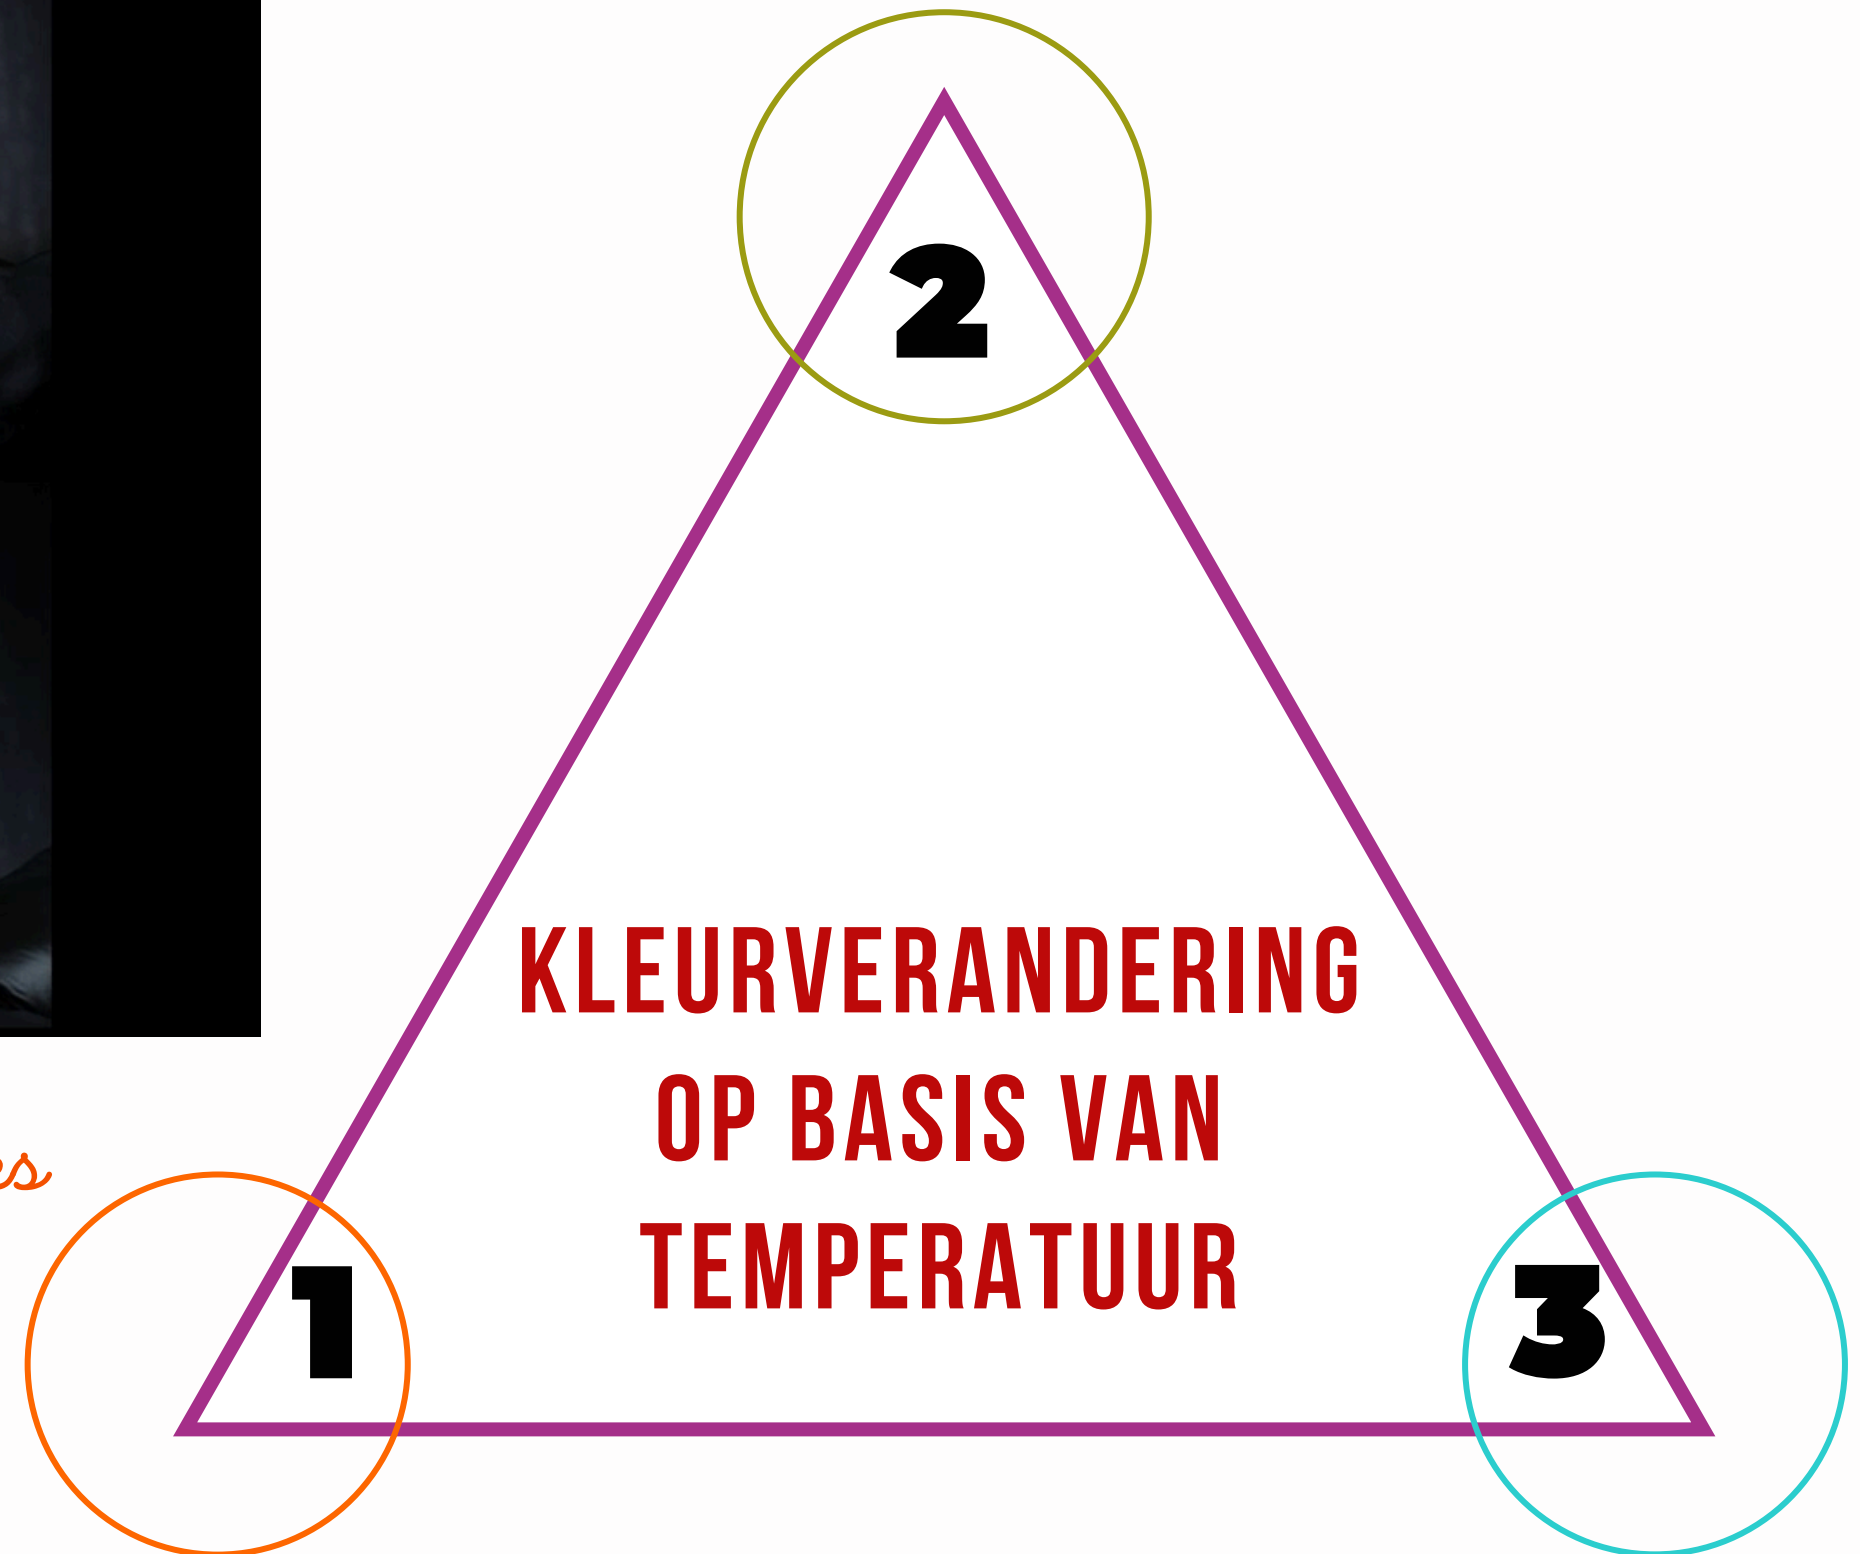 2
KLEURVERANDERING
OP BASIS VAN
TEMPERATUUR
1
3